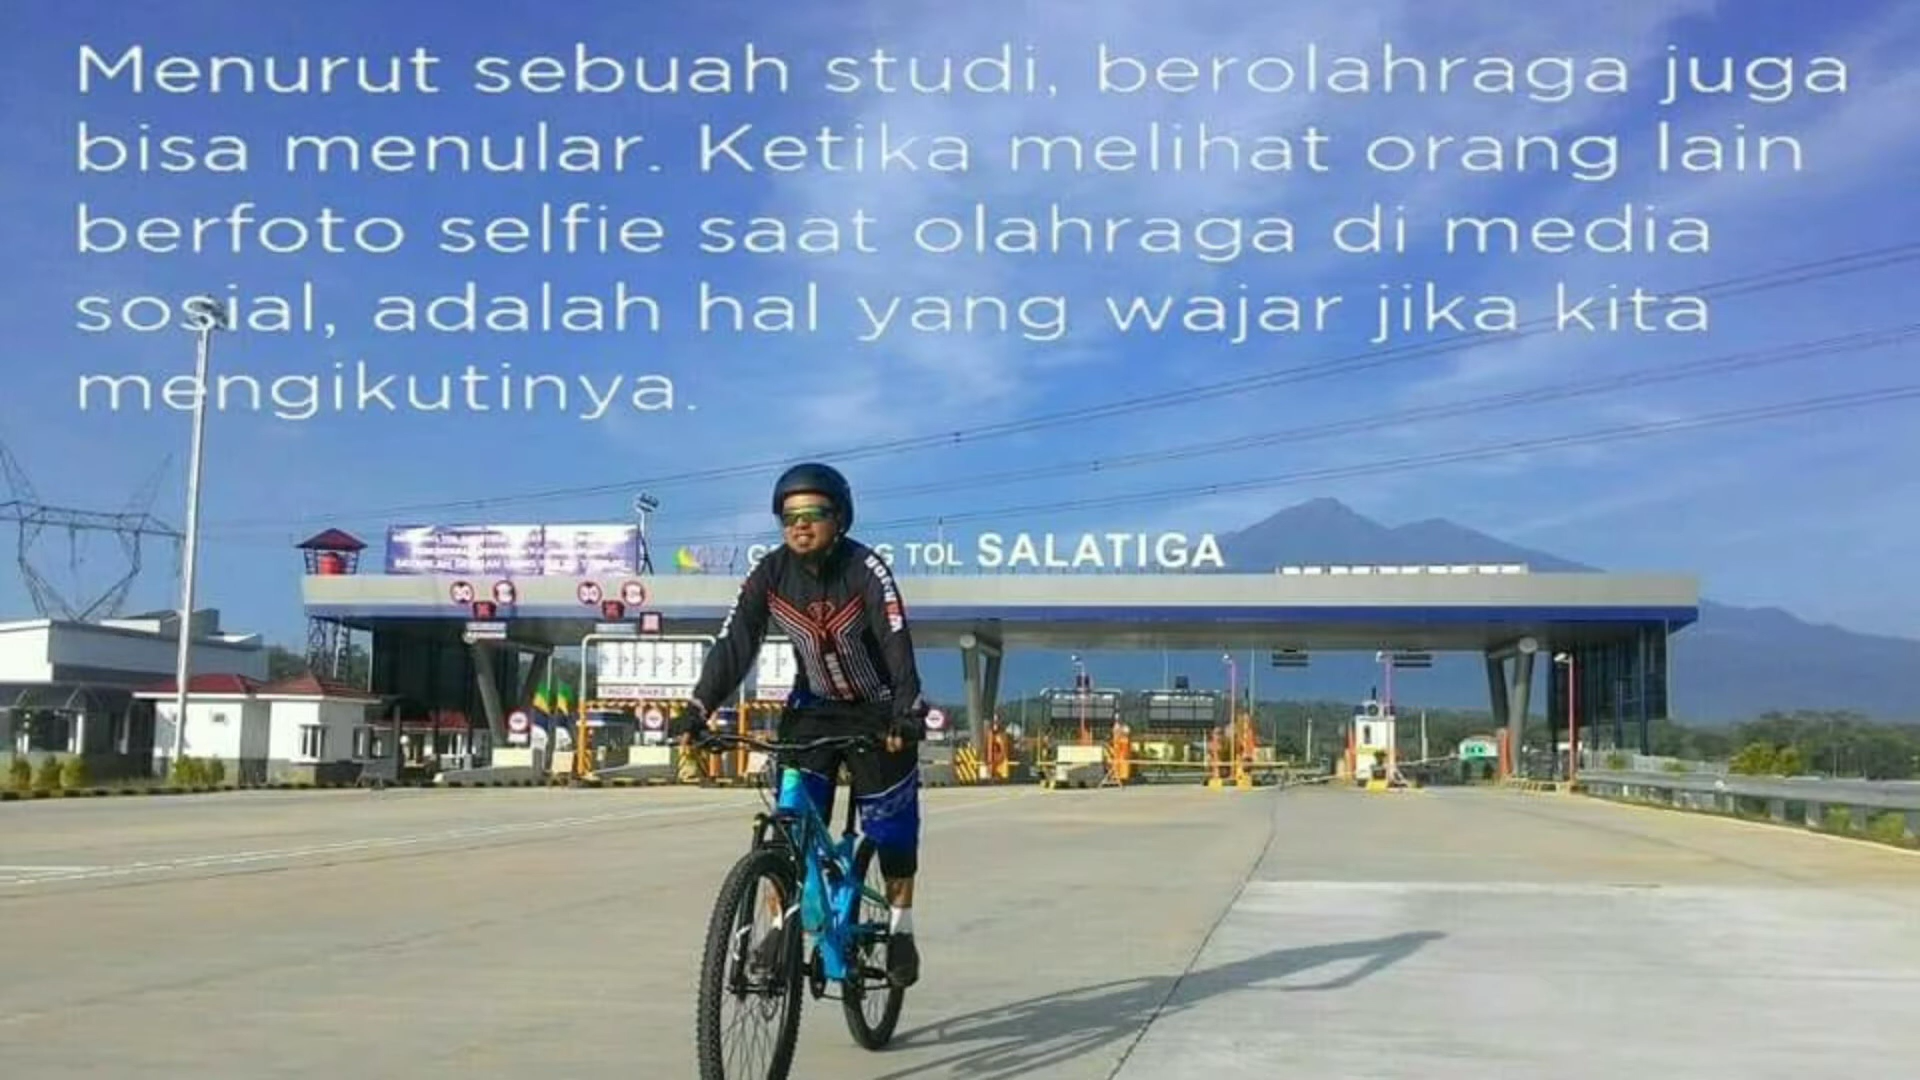 Menurut sebuah studi, berolahraga juga
bisa menular. Ketika melihat orang lain
berfoto selfie saat olahraga di media
sosial, adalah hal yang wajar jika kita
mengikutinya.
TOL SALATIGA